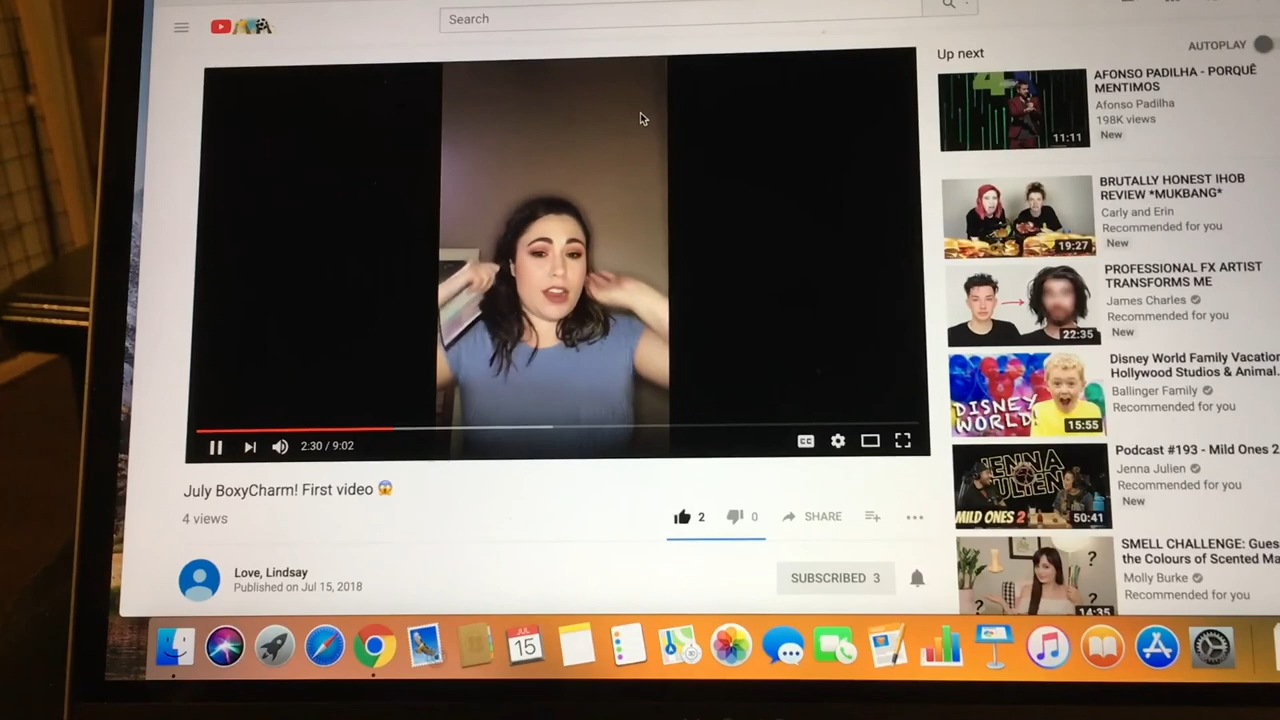 Search
2:30 / 9:02
CC
July BoxyCharm! First video 😱
4 views
2
0
SHARE
Love, Lindsay
Published on Jul 15, 2018
SUBSCRIBED 3
Up next
AUTOPLAY
11:11
AFONSO PADILHA - PORQUÊ
MENTIMOS
Afonso Padilha
198K views
New
19:27
BRUTALLY HONEST IHOB
REVIEW *MUKBANG*
Carly and Erin
Recommended for you
New
22:35
PROFESSIONAL FX ARTIST
TRANSFORMS ME
James Charles
Recommended for you
New
DISNEY
WORLD
15:55
Disney World Family Vacation
Hollywood Studios & Animal
Ballinger Family
Recommended for you
JENNA
JULIEN
MILD ONES 2
50:41
Podcast #193 - Mild Ones 2
Jenna Julien
Recommended for you
New
? ?
?
14:35
SMELL CHALLENGE: Gues
the Colours of Scented Ma
Molly Burke
Recommended for you
JUL
15